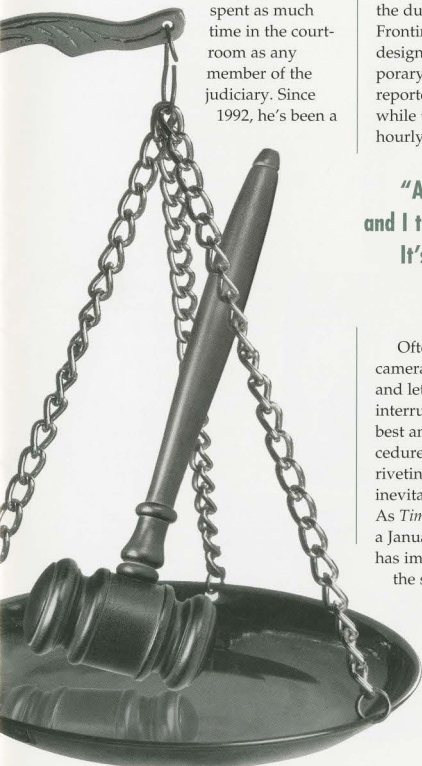 spent as much
time in the court-
room as any
member of the
judiciary. Since
1992, he's been a
the du
Frontin
design
porary
reporte
while
hourly
"A
and I t
It's
Ofte
camera
and let
interru
best ar
cedure
riveting
inevita
As Tim
a Janua
has im
the s